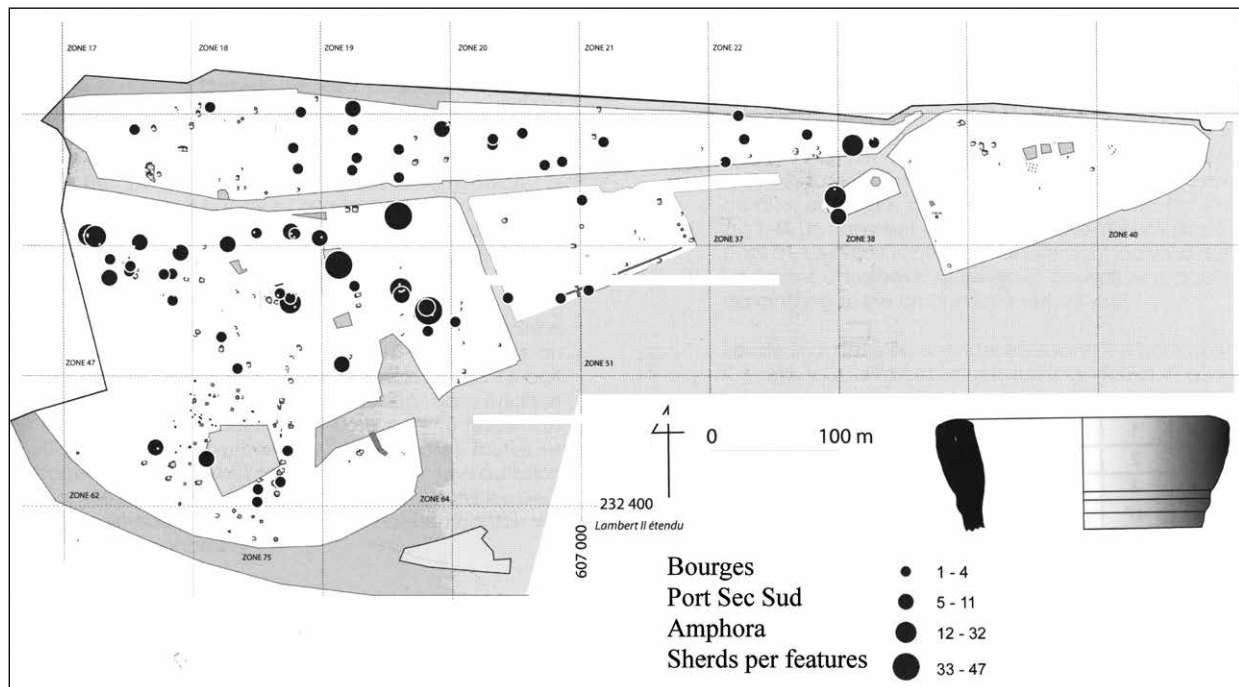 ZONE 17 ZONE 18 ZONE 19 ZONE 20 ZONE 21 ZONE 22
ZONE 37 ZONE 38 ZONE 40
ZONE 47 ZONE 51
0 100 m
ZONE 62 ZONE 64
232 400
Lambert II étendu
607 000
ZONE 75
Bourges 1 - 4
Port Sec Sud 5 - 11
Amphora 12 - 32
Sherds per features 33 - 47